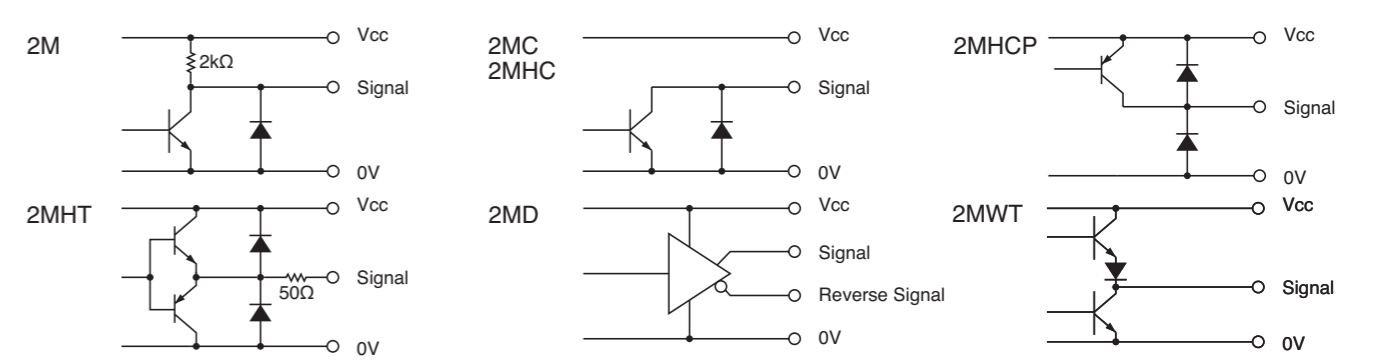 2M
Vcc
2kΩ
Signal
0V
2MC
2MHC
Vcc
Signal
0V
2MHCP
Vcc
Signal
0V
2MHT
Vcc
Signal
50Ω
0V
2MD
Vcc
Signal
Reverse Signal
0V
2MWT
Vcc
Signal
0V